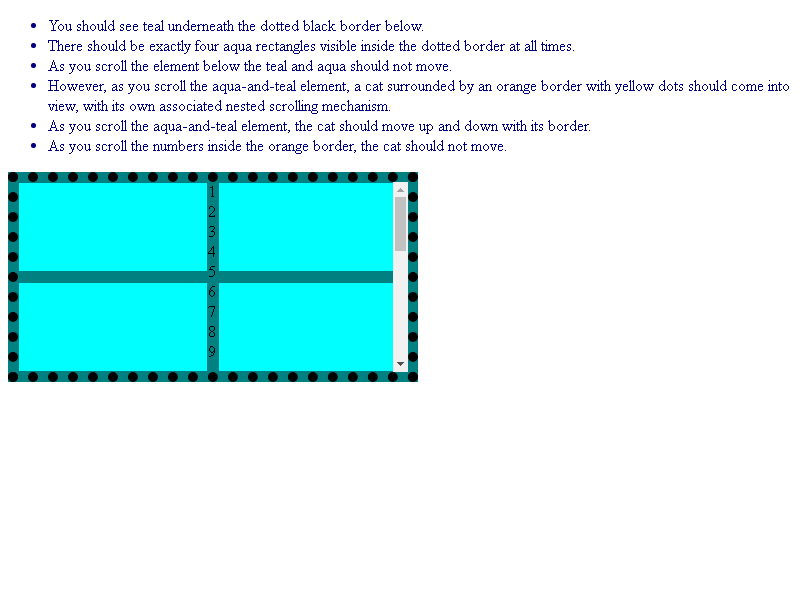 You should see teal underneath the dotted black border below.
There should be exactly four aqua rectangles visible inside the dotted border at all times.
As you scroll the element below the teal and aqua should not move.
However, as you scroll the aqua-and-teal element, a cat surrounded by an orange border with yellow dots should come into
view, with its own associated nested scrolling mechanism.
As you scroll the aqua-and-teal element, the cat should move up and down with its border.
As you scroll the numbers inside the orange border, the cat should not move.
1
2
3
4
5
6
7
8
9